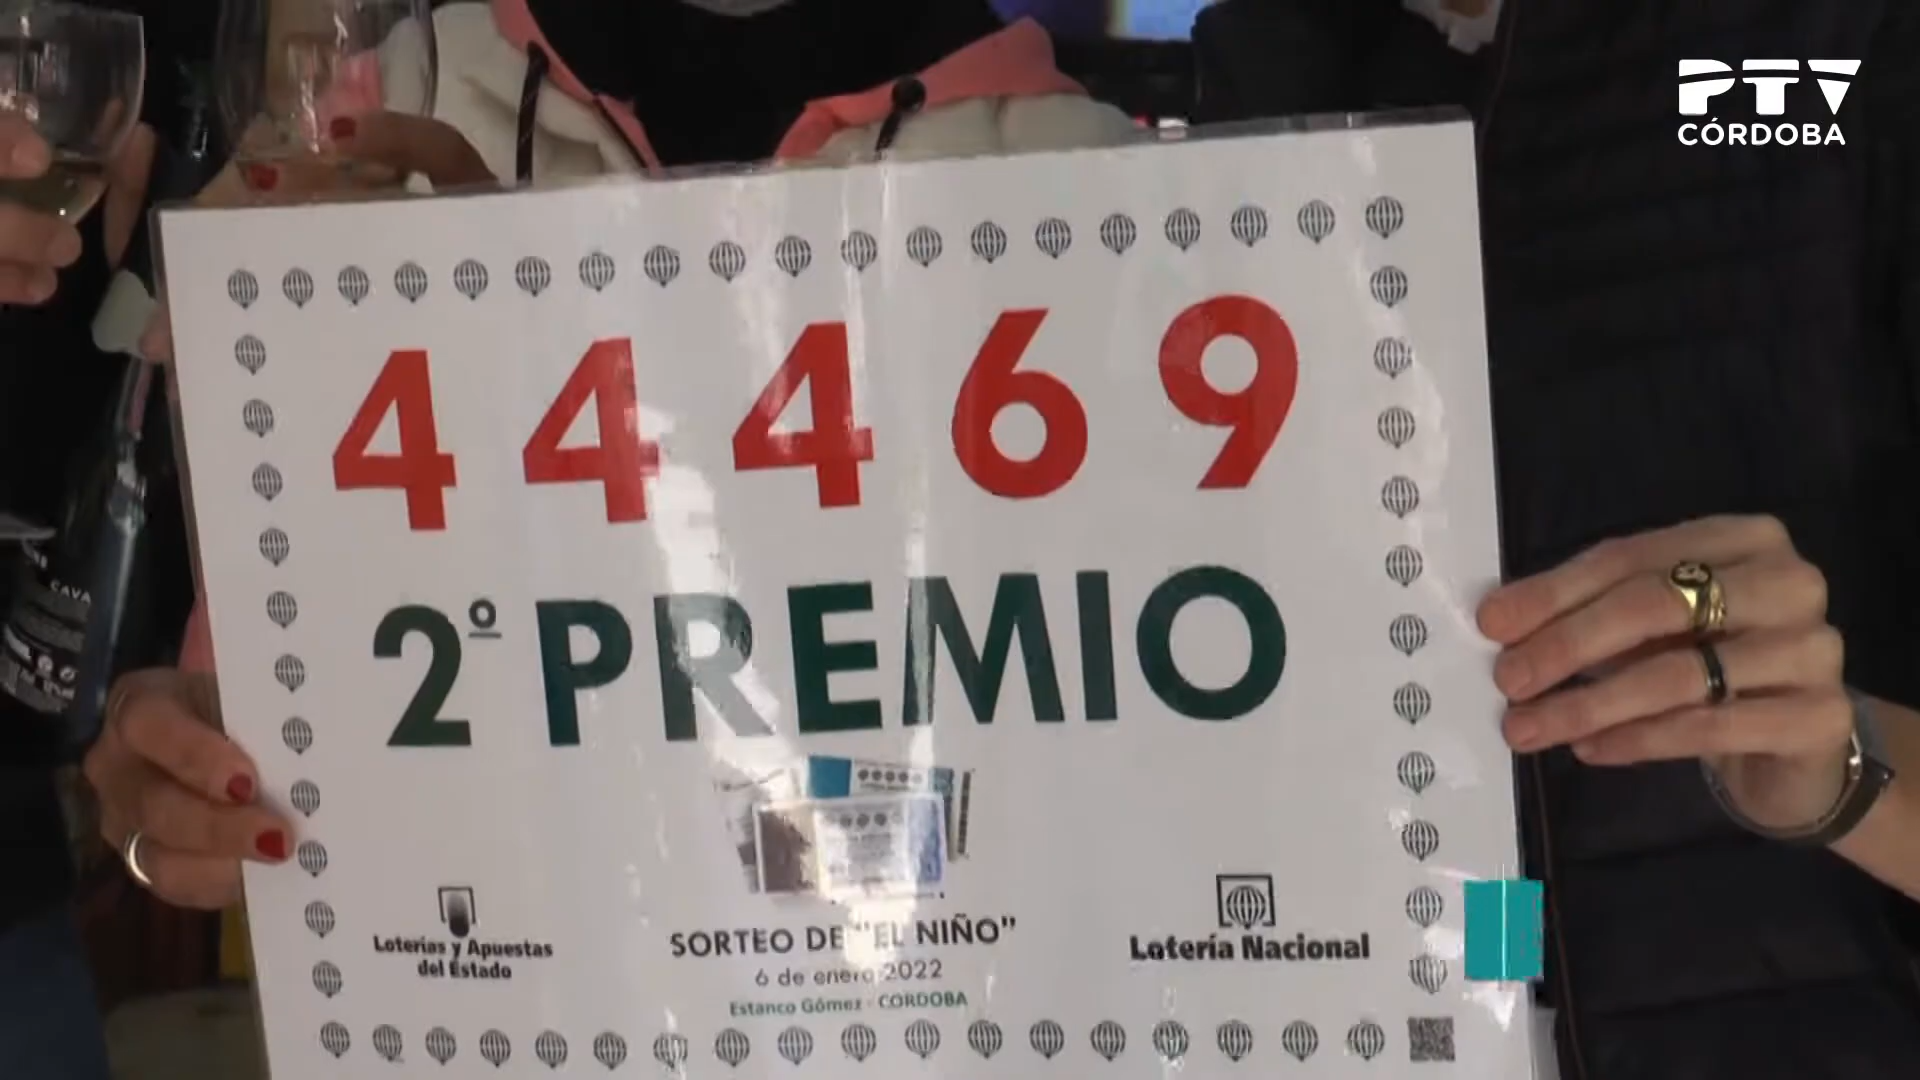 PTV
CÓRDOBA
44469
2º PREMIO
SORTEO DE "EL NIÑO"
6 de enero 2022
Estanco Gómez - CORDOBA
Loterías y Apuestas
del Estado
Lotería Nacional
CAVA